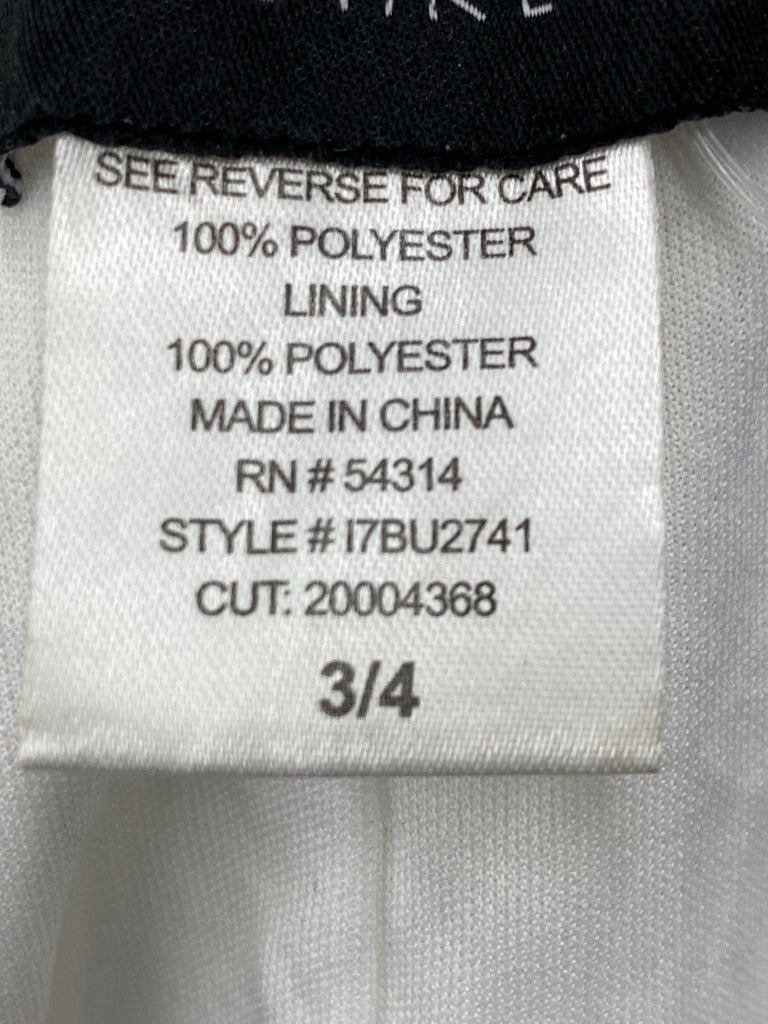 SEE REVERSE FOR CARE
100% POLYESTER
LINING
100% POLYESTER
MADE IN CHINA
RN # 54314
STYLE # I7BU2741
CUT: 20004368
3/4